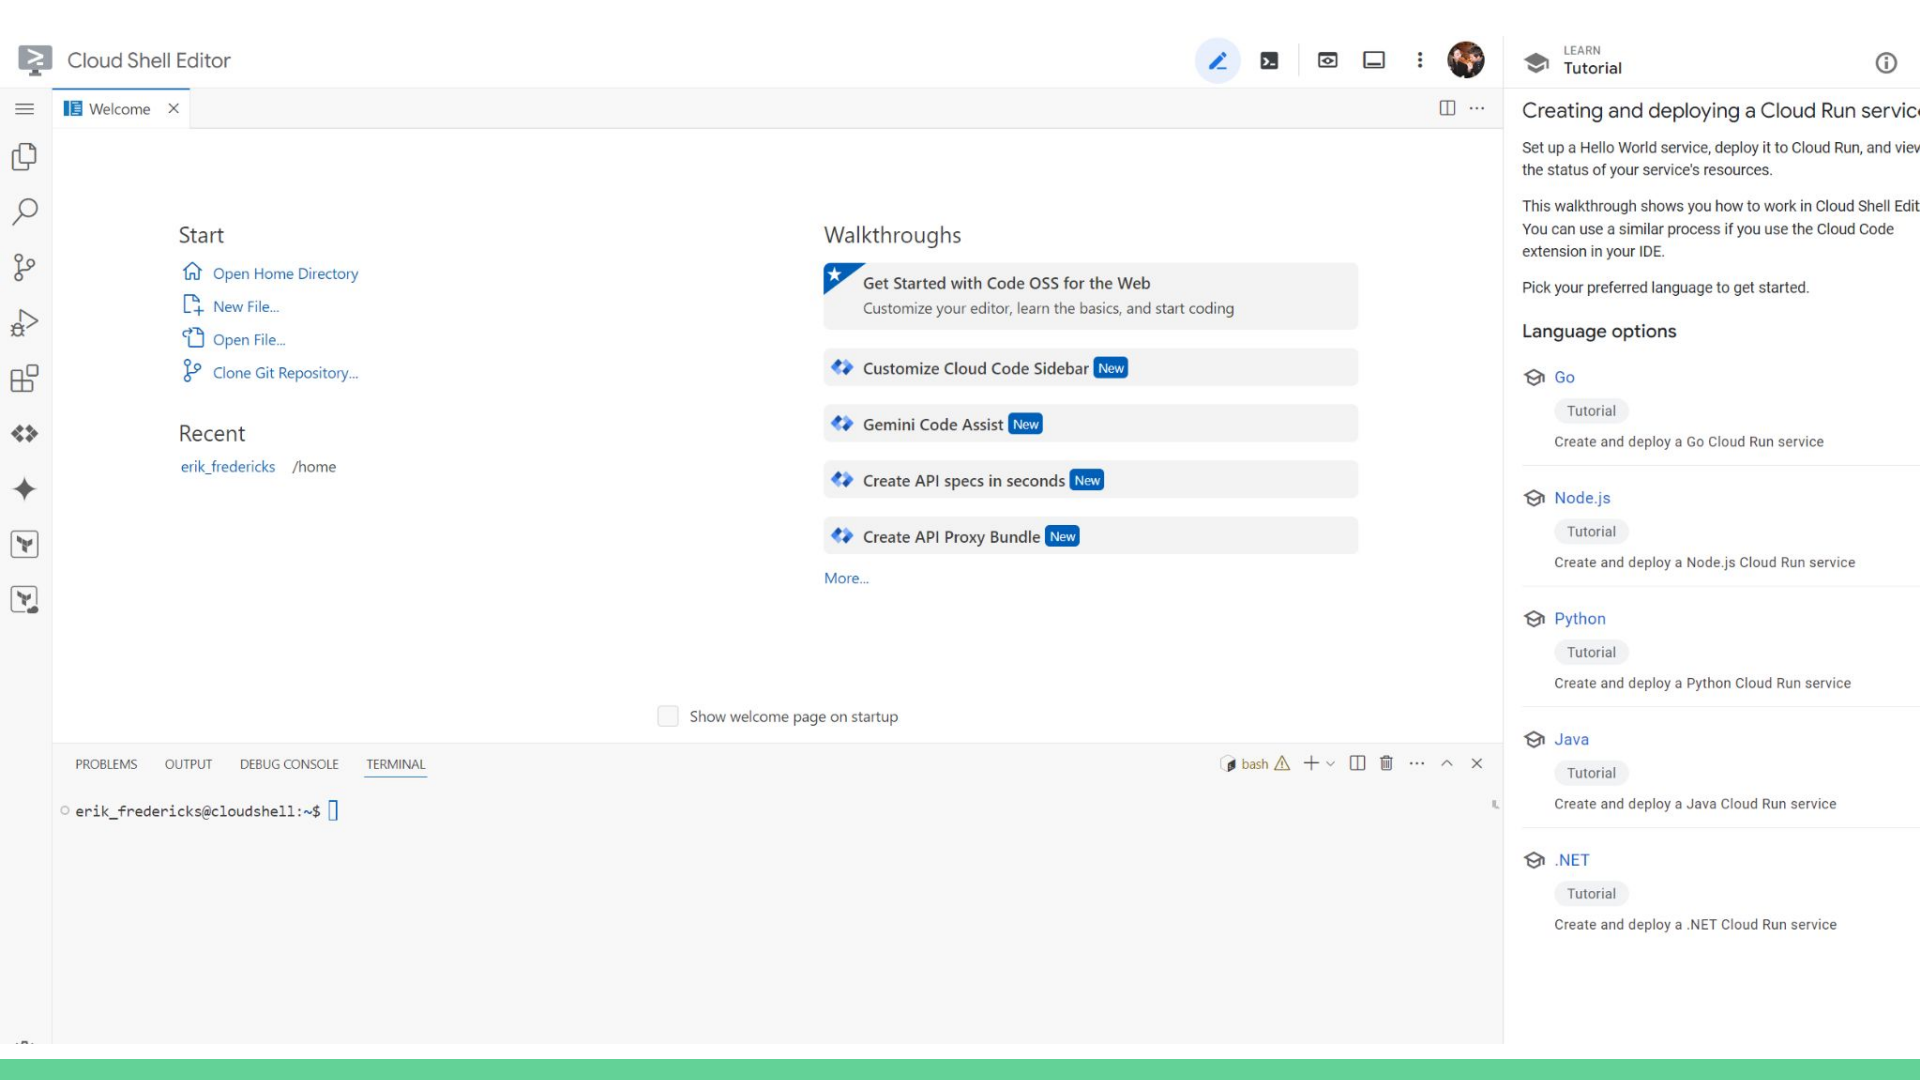 Cloud Shell Editor
Welcome
Start
Open Home Directory
New File...
Open File...
Clone Git Repository...
Recent
erik_fredericks /home
Walkthroughs
Get Started with Code OSS for the Web
Customize your editor, learn the basics, and start coding
Customize Cloud Code Sidebar New
Gemini Code Assist New
Create API specs in seconds New
Create API Proxy Bundle New
More...
Show welcome page on startup
PROBLEMS OUTPUT DEBUG CONSOLE TERMINAL
bash
erik_fredericks@cloudshell:~$
LEARN
Tutorial
Creating and deploying a Cloud Run service
Set up a Hello World service, deploy it to Cloud Run, and view
the status of your service's resources.
This walkthrough shows you how to work in Cloud Shell Edit
You can use a similar process if you use the Cloud Code
extension in your IDE.
Pick your preferred language to get started.
Language options
Go
Tutorial
Create and deploy a Go Cloud Run service
Node.js
Tutorial
Create and deploy a Node.js Cloud Run service
Python
Tutorial
Create and deploy a Python Cloud Run service
Java
Tutorial
Create and deploy a Java Cloud Run service
.NET
Tutorial
Create and deploy a .NET Cloud Run service